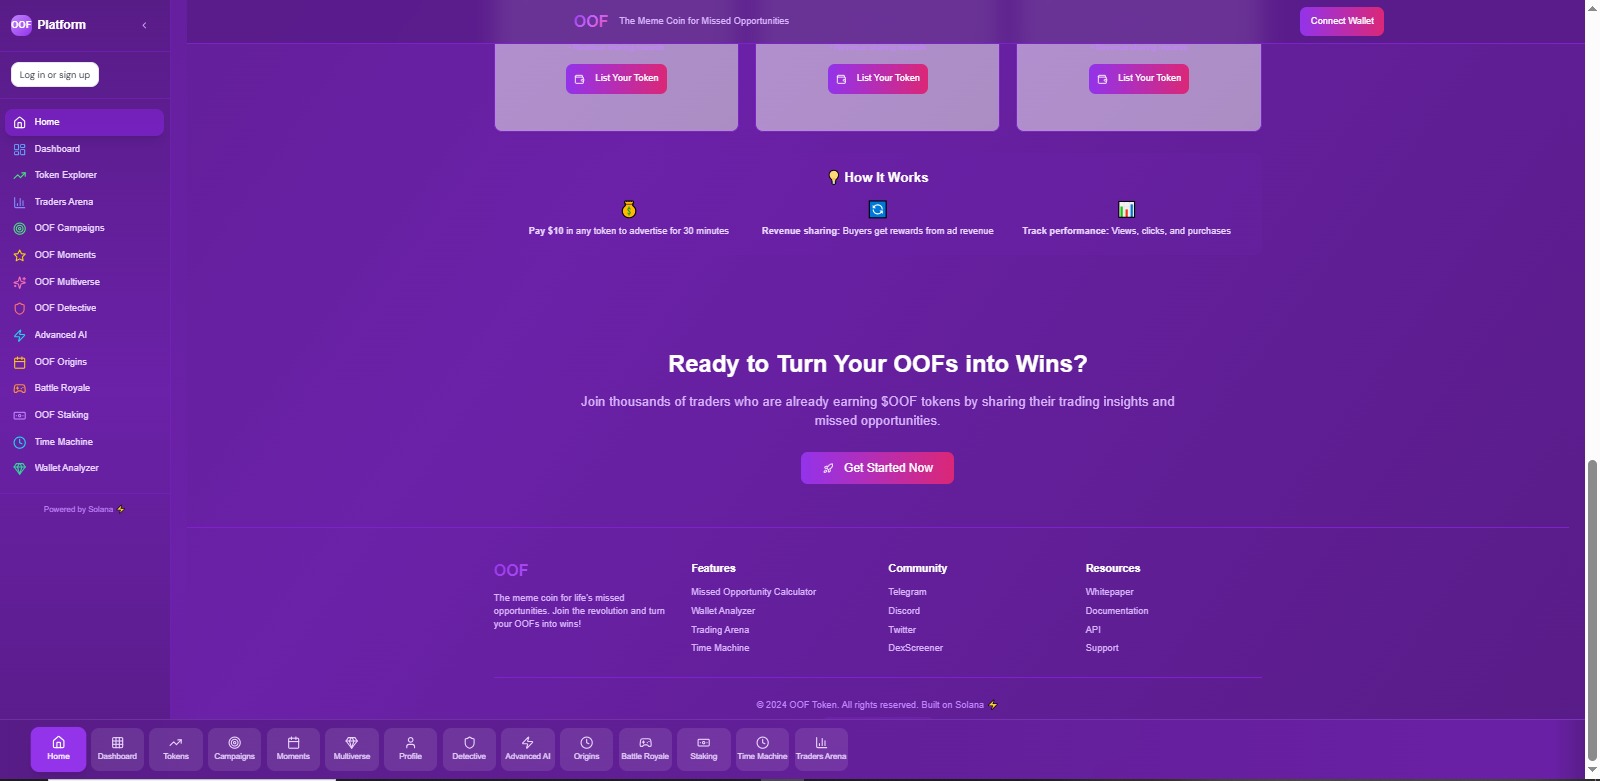 OOF Platform
Log in or sign up
Home
Dashboard
Token Explorer
Traders Arena
OOF Campaigns
OOF Moments
OOF Multiverse
OOF Detective
Advanced AI
OOF Origins
Battle Royale
OOF Staking
Time Machine
Wallet Analyzer
Powered by Solana ⚡
OOF The Meme Coin for Missed Opportunities
Connect Wallet
List Your Token
List Your Token
List Your Token
💡 How It Works
Pay $10 in any token to advertise for 30 minutes
Revenue sharing: Buyers get rewards from ad revenue
Track performance: Views, clicks, and purchases
Ready to Turn Your OOFs into Wins?
Join thousands of traders who are already earning $OOF tokens by sharing their trading insights and
missed opportunities.
Get Started Now
OOF
The meme coin for life's missed
opportunities. Join the revolution and turn
your OOFs into wins!
Features
Missed Opportunity Calculator
Wallet Analyzer
Trading Arena
Time Machine
Community
Telegram
Discord
Twitter
DexScreener
Resources
Whitepaper
Documentation
API
Support
© 2024 OOF Token. All rights reserved. Built on Solana ⚡
Home
Dashboard
Tokens
Campaigns
Moments
Multiverse
Profile
Detective
Advanced AI
Origins
Battle Royale
Staking
Time Machine
Traders Arena